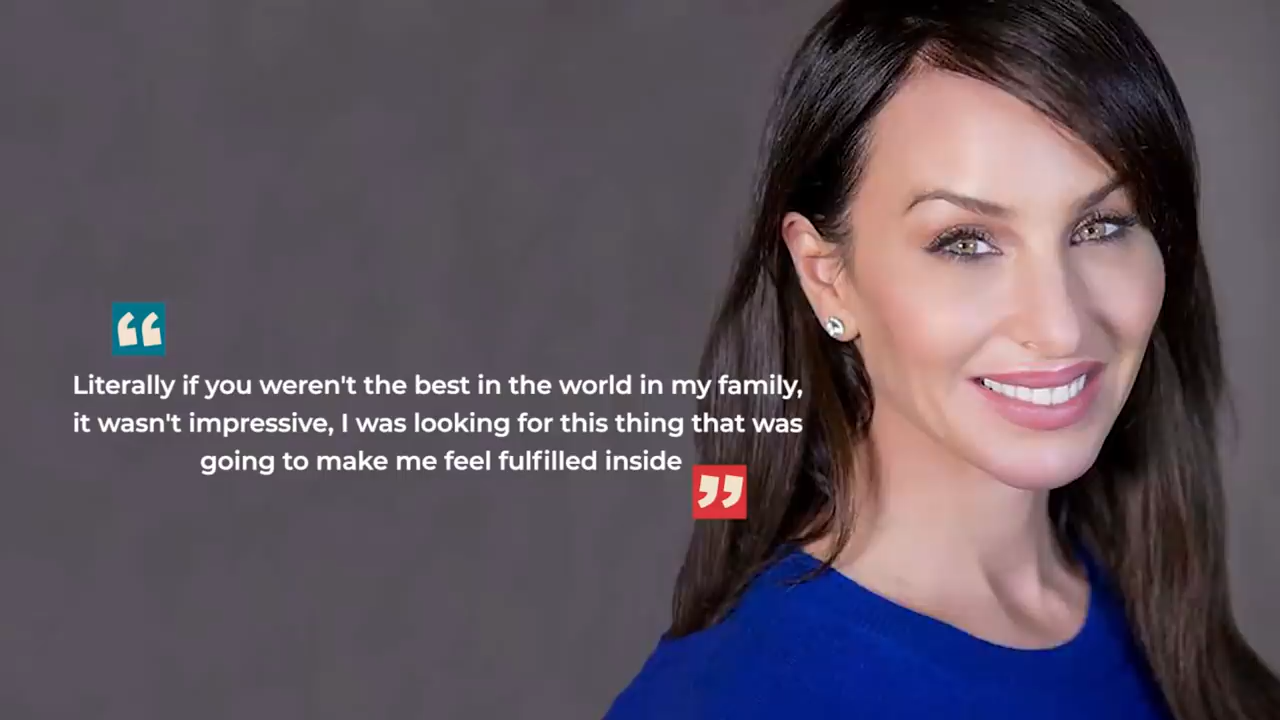 “
Literally if you weren't the best in the world in my family,
it wasn't impressive, I was looking for this thing that was
going to make me feel fulfilled inside
”